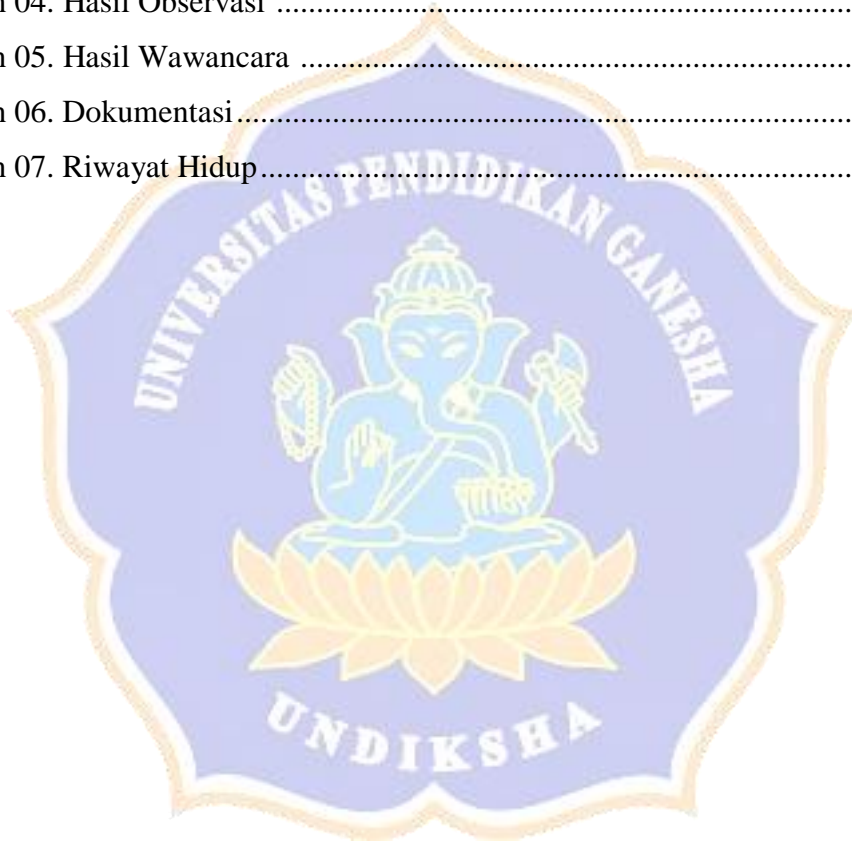 n 04. Hasil Observasi ........................................................................
n 05. Hasil Wawancara .....................................................................
n 06. Dokumentasi..............................................................................
n 07. Riwayat Hidup...........................................................................
UNIVERSITAS PENDIDIKAN GANESHA
UNDIKSHA